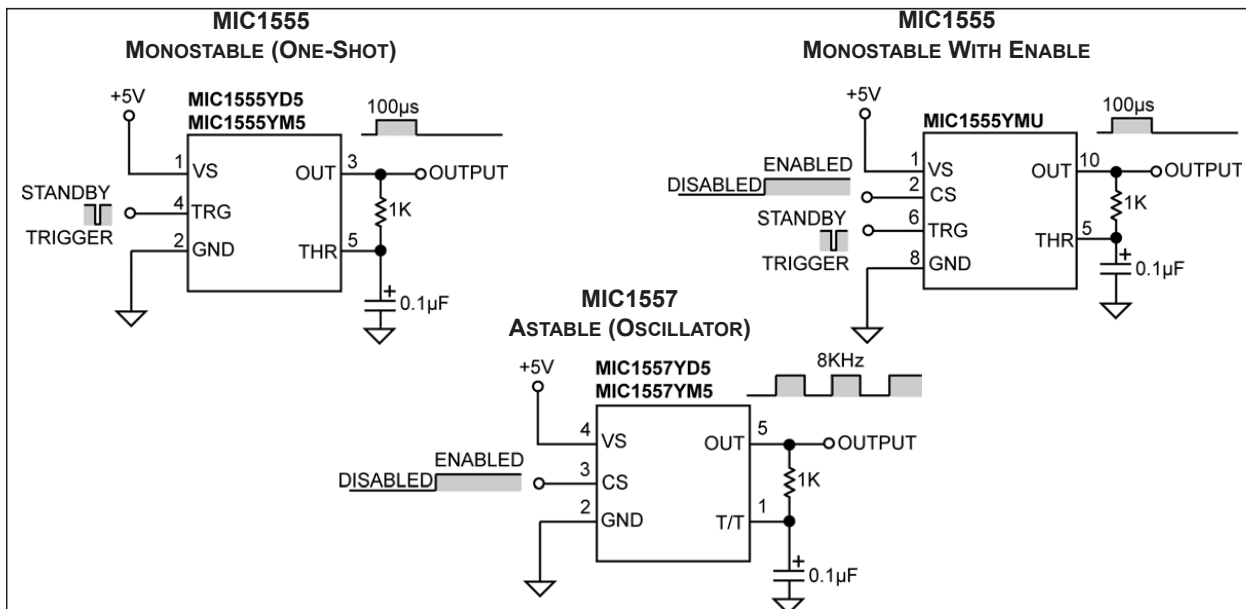 MIC1555
MONOSTABLE (ONE-SHOT)
+5V
MIC1555YD5
MIC1555YM5
100µs
1
VS
OUT
3
OUTPUT
STANDBY
4
TRG
1K
TRIGGER
2
GND
THR
5
+
0.1µF
MIC1555
MONOSTABLE WITH ENABLE
+5V
MIC1555YMU
100µs
1
VS
OUT
10
OUTPUT
ENABLED
DISABLED
2
CS
1K
STANDBY
6
TRG
THR
5
TRIGGER
8
GND
+
0.1µF
MIC1557
ASTABLE (OSCILLATOR)
+5V
MIC1557YD5
MIC1557YM5
8KHz
4
VS
OUT
5
OUTPUT
ENABLED
DISABLED
3
CS
1K
2
GND
T/T
1
+
0.1µF